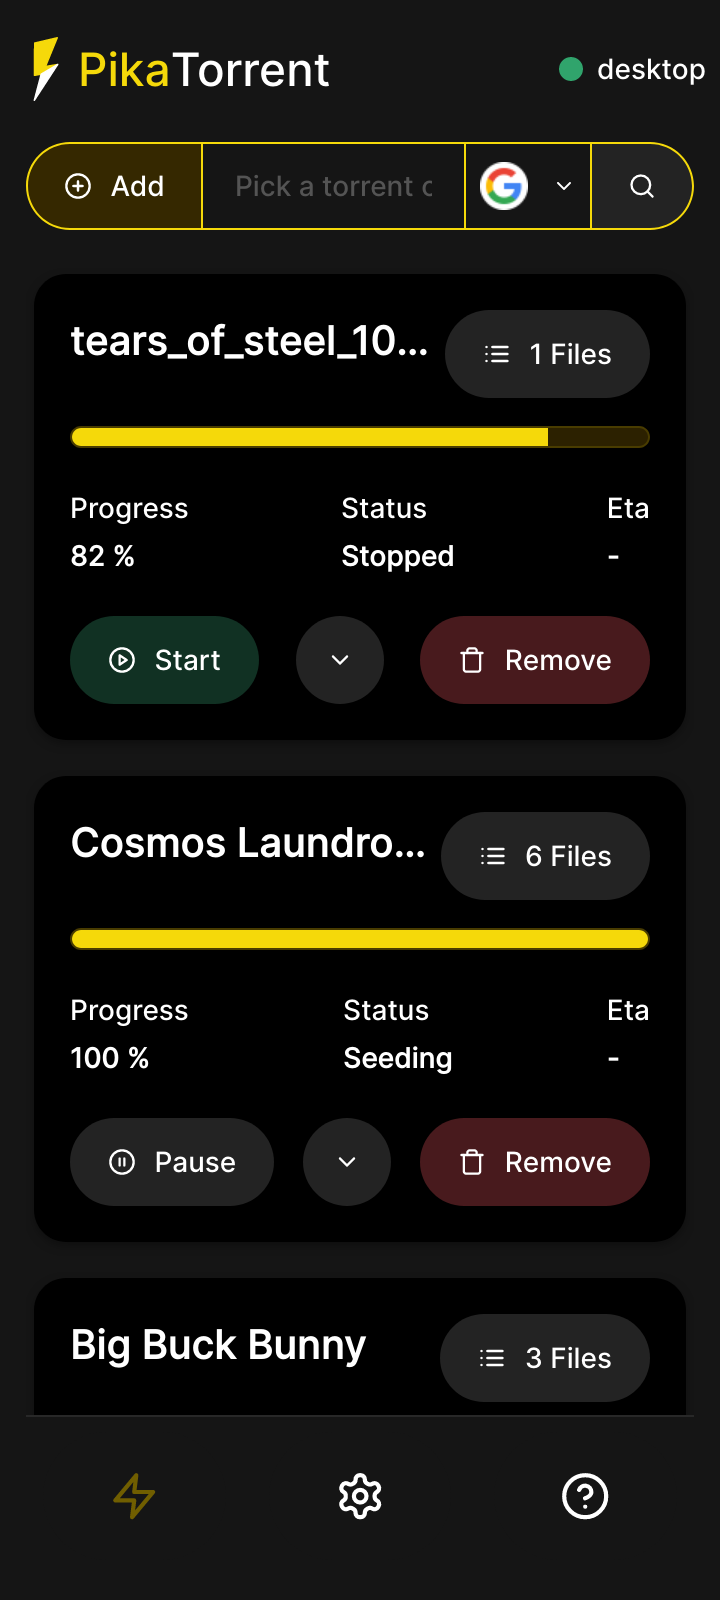 PikaTorrent
desktop
Add
Pick a torrent
tears_of_steel_10...
1 Files
Progress
Status
Eta
82 %
Stopped
-
Start
Remove
Cosmos Laundro...
6 Files
Progress
Status
Eta
100 %
Seeding
-
Pause
Remove
Big Buck Bunny
3 Files